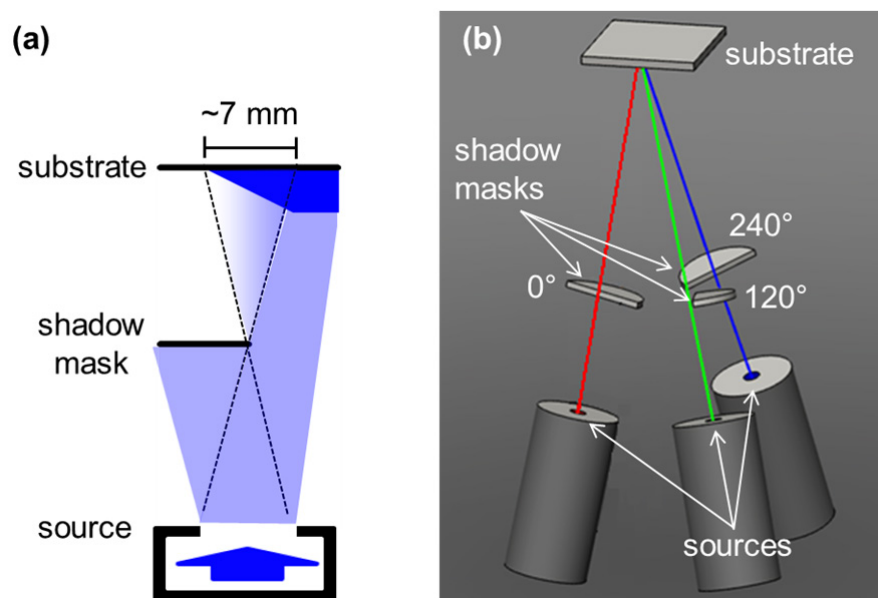 (a)
~7 mm
substrate
shadow
mask
source
(b)
substrate
shadow
masks
240°
0°
120°
sources